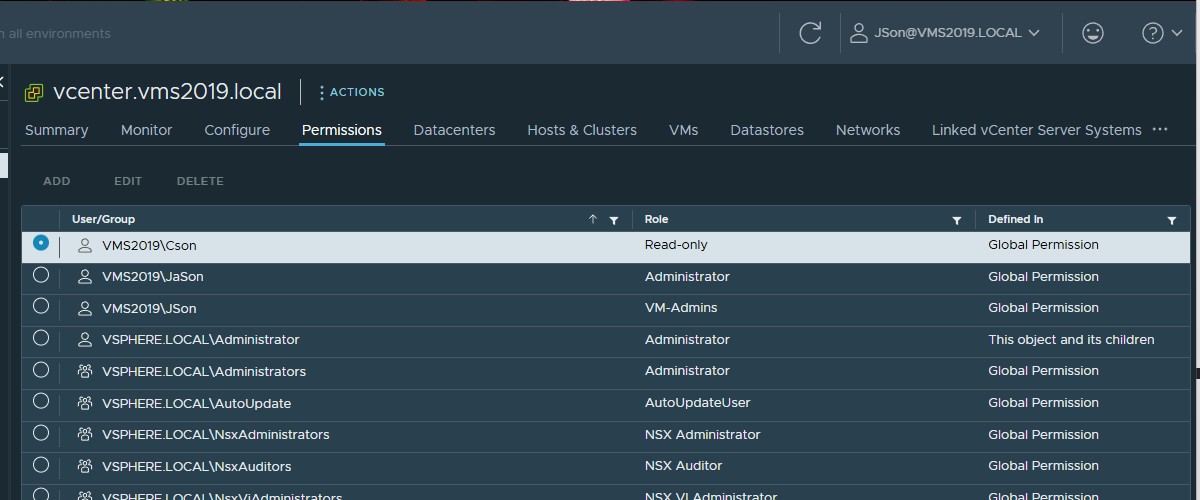 all environments
JSon@VMS2019.LOCAL
vcenter.vms2019.local
ACTIONS
Summary Monitor Configure Permissions Datacenters Hosts & Clusters VMs Datastores Networks Linked vCenter Server Systems ...
ADD EDIT DELETE
User/Group Role Defined In
VMS2019\Cson Read-only Global Permission
VMS2019\JaSon Administrator Global Permission
VMS2019\JSon VM-Admins Global Permission
VSPHERE.LOCAL\Administrator Administrator This object and its children
VSPHERE.LOCAL\Administrators Administrator Global Permission
VSPHERE.LOCAL\AutoUpdate AutoUpdateUser Global Permission
VSPHERE.LOCAL\NsxAdministrators NSX Administrator Global Permission
VSPHERE.LOCAL\NsxAuditors NSX Auditor Global Permission
VSPHERE.LOCAL\NsxViAdministrators NSX VI Administrator Global Permission